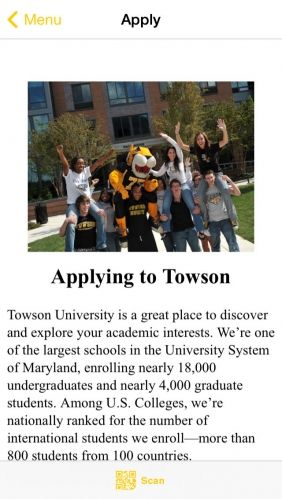 Menu
Apply
Applying to Towson
Towson University is a great place to discover
and explore your academic interests. We're one
of the largest schools in the University System
of Maryland, enrolling nearly 18,000
undergraduates and nearly 4,000 graduate
students. Among U.S. Colleges, we're
nationally ranked for the number of
international students we enroll—more than
800 students from 100 countries.
Scan